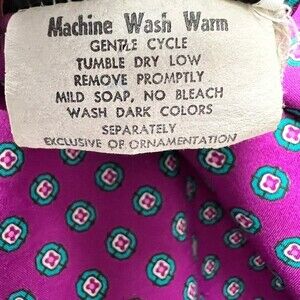 Machine Wash Warm
GENTLE CYCLE
TUMBLE DRY LOW
REMOVE PROMPTLY
MILD SOAP, NO BLEACH
WASH DARK COLORS
SEPARATELY
EXCLUSIVE OF ORNAMENTATION